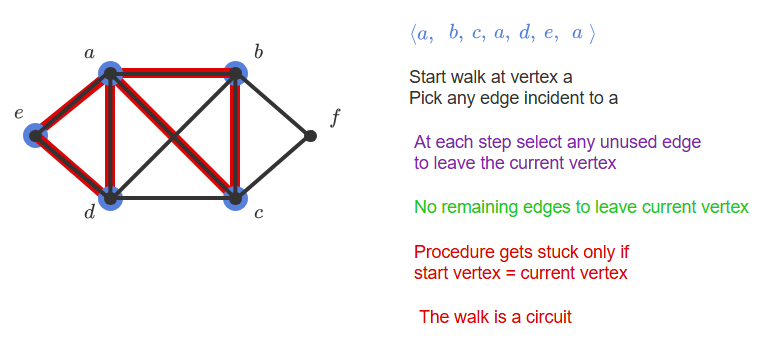 a
b
e
f
d
c
⟨a, b, c, a, d, e, a ⟩
Start walk at vertex a
Pick any edge incident to a
At each step select any unused edge
to leave the current vertex
No remaining edges to leave current vertex
Procedure gets stuck only if
start vertex = current vertex
The walk is a circuit